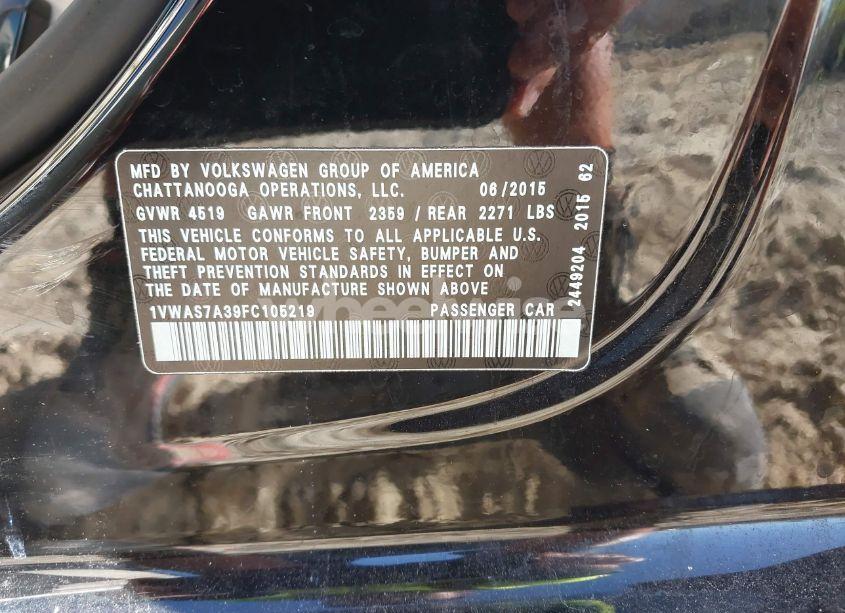 MFD BY VOLKSWAGEN GROUP OF AMERICA
CHATTANOOGA OPERATIONS, LLC. 06/2015
GVWR 4519 GAWR FRONT 2359 / REAR 2271 LBS
THIS VEHICLE CONFORMS TO ALL APPLICABLE U.S.
FEDERAL MOTOR VEHICLE SAFETY, BUMPER AND
THEFT PREVENTION STANDARDS IN EFFECT ON
THE DATE OF MANUFACTURE SHOWN ABOVE
1VWAS7A39FC105219 PASSENGER CAR
2449204 2015 62